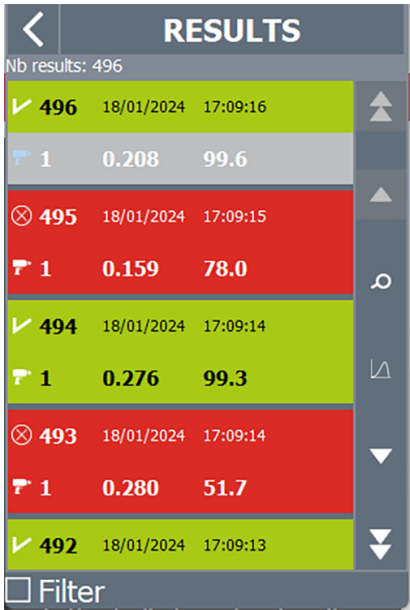 RESULTS
Nb results: 496
496 18/01/2024 17:09:16
1 0.208 99.6
495 18/01/2024 17:09:15
1 0.159 78.0
494 18/01/2024 17:09:14
1 0.276 99.3
493 18/01/2024 17:09:14
1 0.280 51.7
492 18/01/2024 17:09:13
Filter